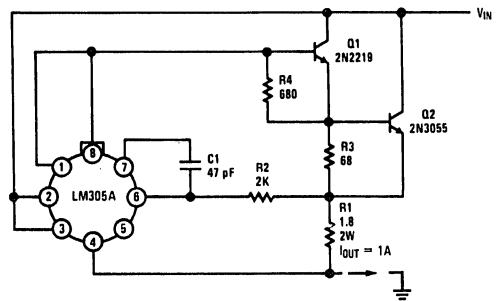 VIN
Q1
2N2219
R4
680
Q2
2N3055
R3
68
C1
47 pF
R2
2K
LM305A
1
8
7
2
6
3
4
5
R1
1.8
2W
IOUT = 1A